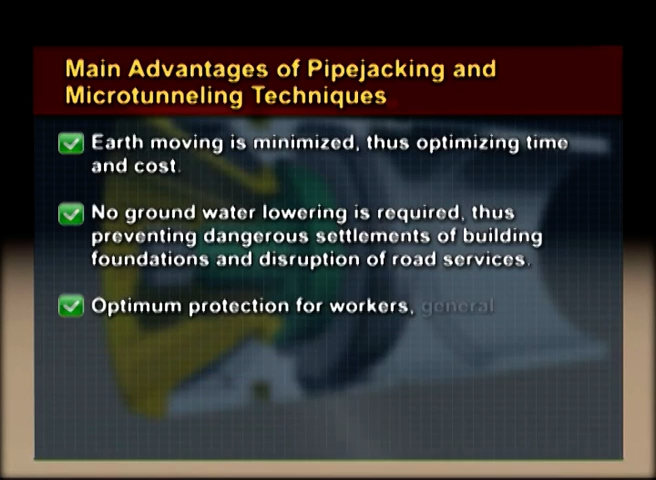 Main Advantages of Pipejacking and
Microtunneling Techniques
Earth moving is minimized, thus optimizing time
and cost.
No ground water lowering is required, thus
preventing dangerous settlements of building
foundations and disruption of road services.
Optimum protection for workers, general